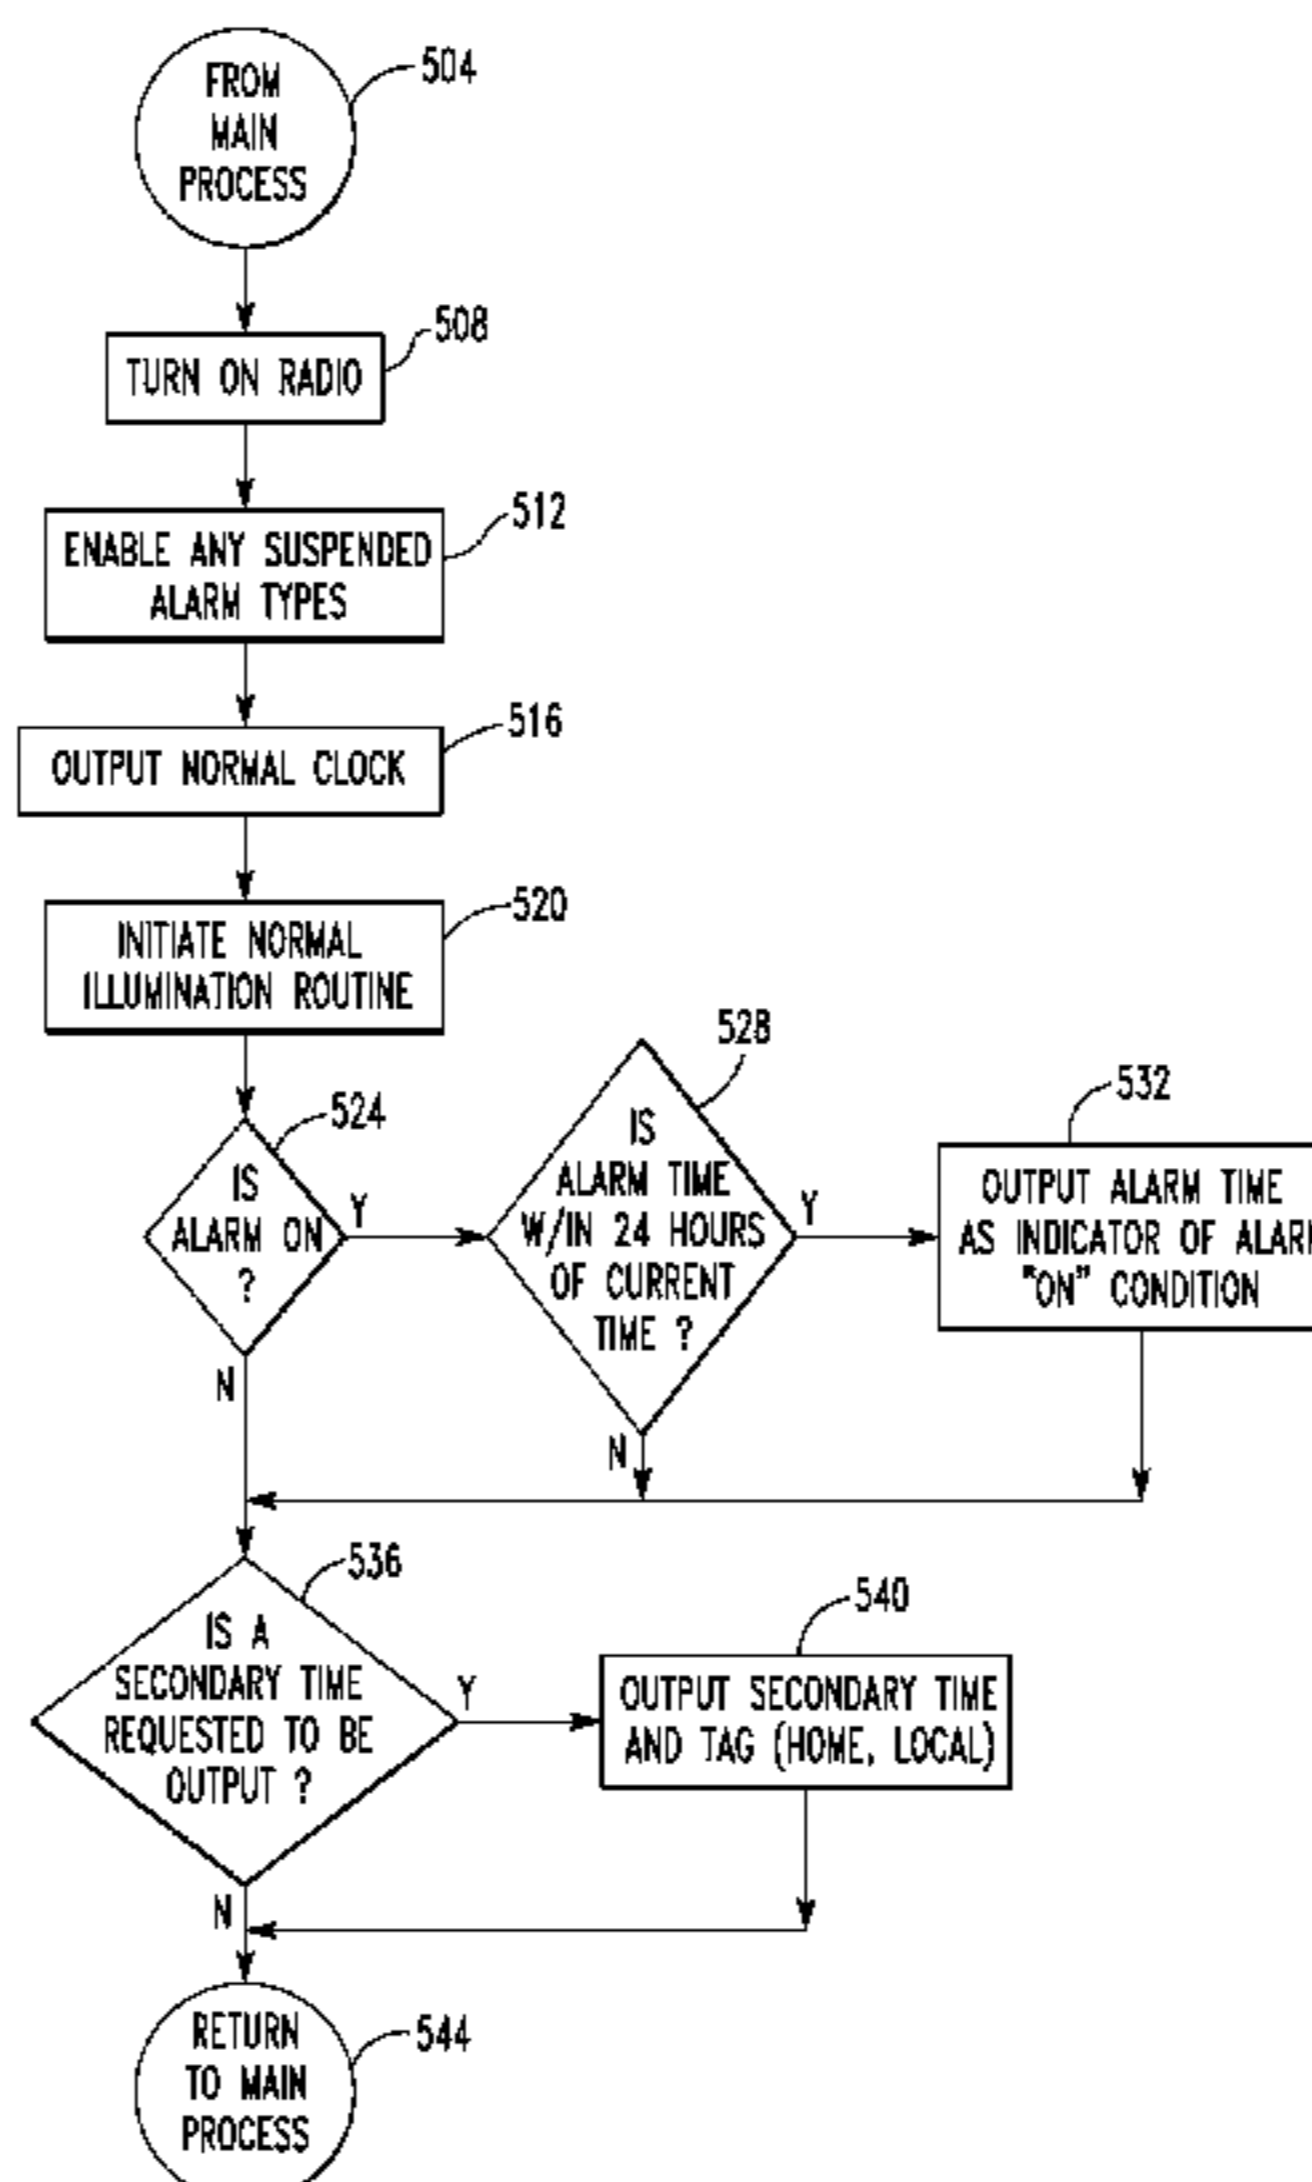 FROM
MAIN
PROCESS
504
TURN ON RADIO
508
ENABLE ANY SUSPENDED
ALARM TYPES
512
OUTPUT NORMAL CLOCK
516
INITIATE NORMAL
ILLUMINATION ROUTINE
520
IS
ALARM ON
?
524
Y
N
IS
ALARM TIME
W/IN 24 HOURS
OF CURRENT
TIME ?
528
Y
N
OUTPUT ALARM TIME
AS INDICATOR OF ALARM
"ON" CONDITION
532
IS A
SECONDARY TIME
REQUESTED TO BE
OUTPUT ?
536
Y
N
OUTPUT SECONDARY TIME
AND TAG (HOME, LOCAL)
540
RETURN
TO MAIN
PROCESS
544